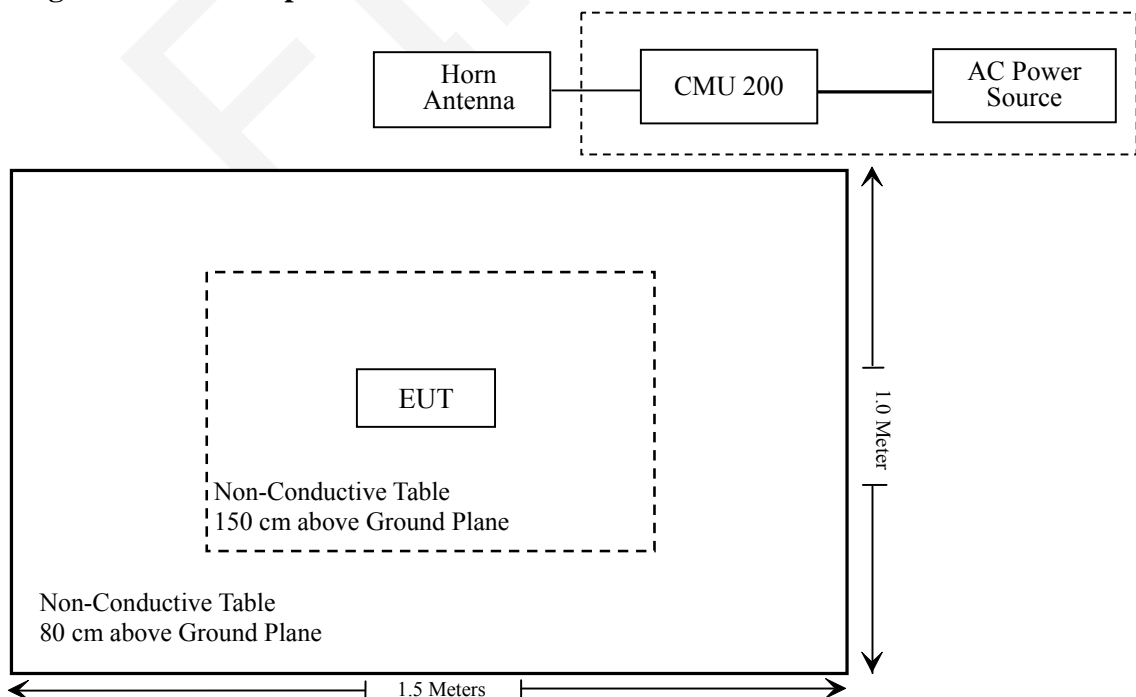 Horn
Antenna
CMU 200
AC Power
Source
EUT
Non-Conductive Table
150 cm above Ground Plane
Non-Conductive Table
80 cm above Ground Plane
1.0 Meter
1.5 Meters